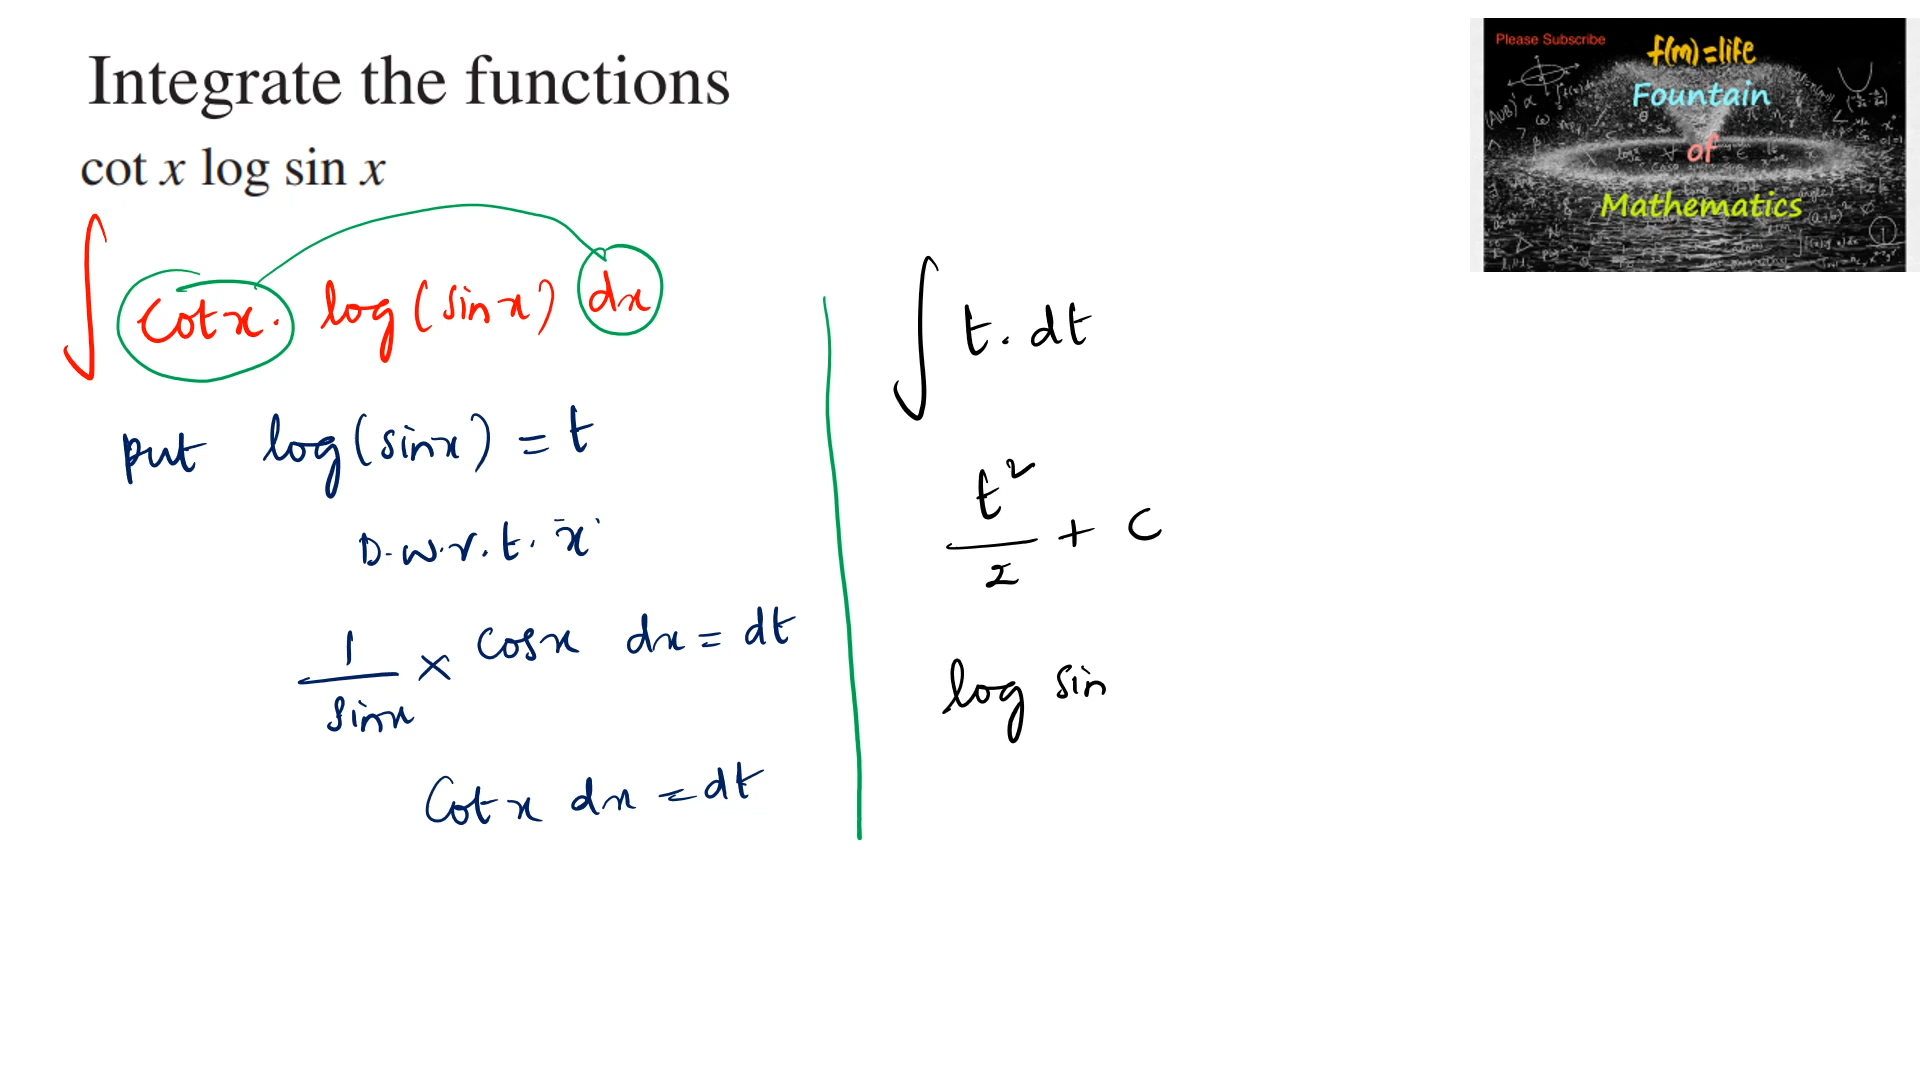 Integrate the functions
cot x log sin x
∫ Cotx. log(sinx) dx
put log(sinx) = t
D.w.r.t. 'x'
1/sinx × Cosx dx = dt
Cotx dx = dt
∫ t. dt
t²/2 + C
log sin
Please Subscribe
f(m)=life
Fountain
of
Mathematics